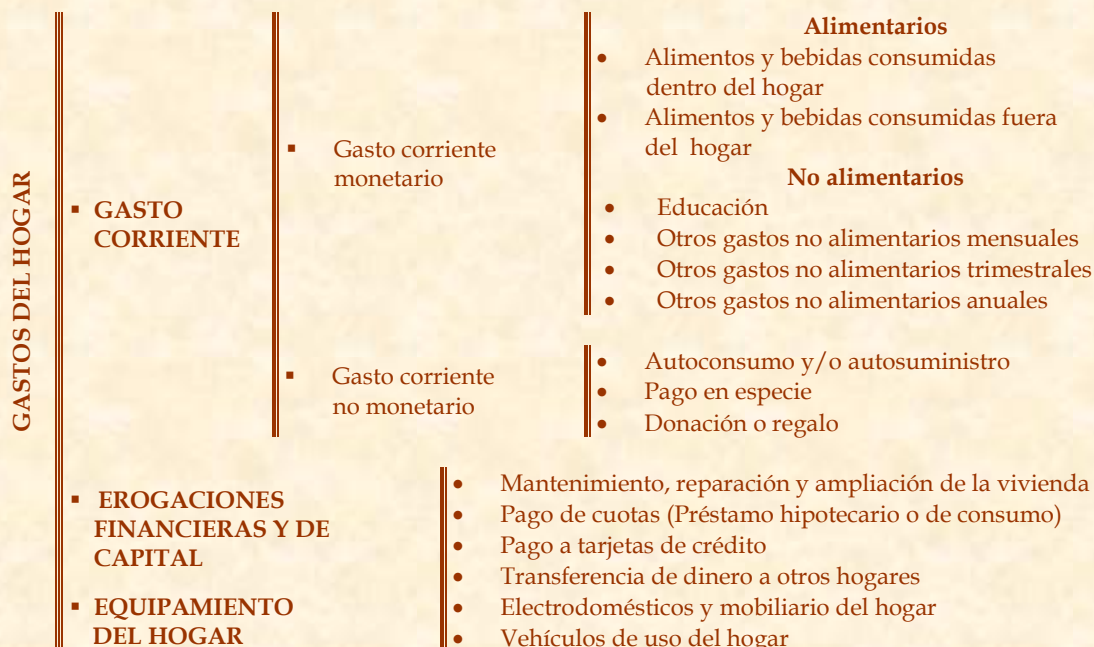 GASTOS DEL HOGAR
▪ GASTO
CORRIENTE
▪ Gasto corriente
monetario
Alimentarios
• Alimentos y bebidas consumidas
dentro del hogar
• Alimentos y bebidas consumidas fuera
del hogar
No alimentarios
• Educación
• Otros gastos no alimentarios mensuales
• Otros gastos no alimentarios trimestrales
• Otros gastos no alimentarios anuales
▪ Gasto corriente
no monetario
• Autoconsumo y/o autosuministro
• Pago en especie
• Donación o regalo
▪ EROGACIONES
FINANCIERAS Y DE
CAPITAL
• Mantenimiento, reparación y ampliación de la vivienda
• Pago de cuotas (Préstamo hipotecario o de consumo)
• Pago a tarjetas de crédito
• Transferencia de dinero a otros hogares
▪ EQUIPAMIENTO
DEL HOGAR
• Electrodomésticos y mobiliario del hogar
• Vehículos de uso del hogar